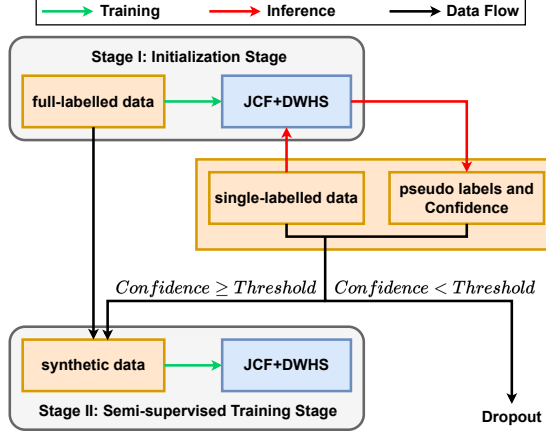 Training
Inference
Data Flow
Stage I: Initialization Stage
full-labelled data
JCF+DWHS
single-labelled data
pseudo labels and
Confidence
Confidence ≥ Threshold
Confidence < Threshold
synthetic data
JCF+DWHS
Stage II: Semi-supervised Training Stage
Dropout